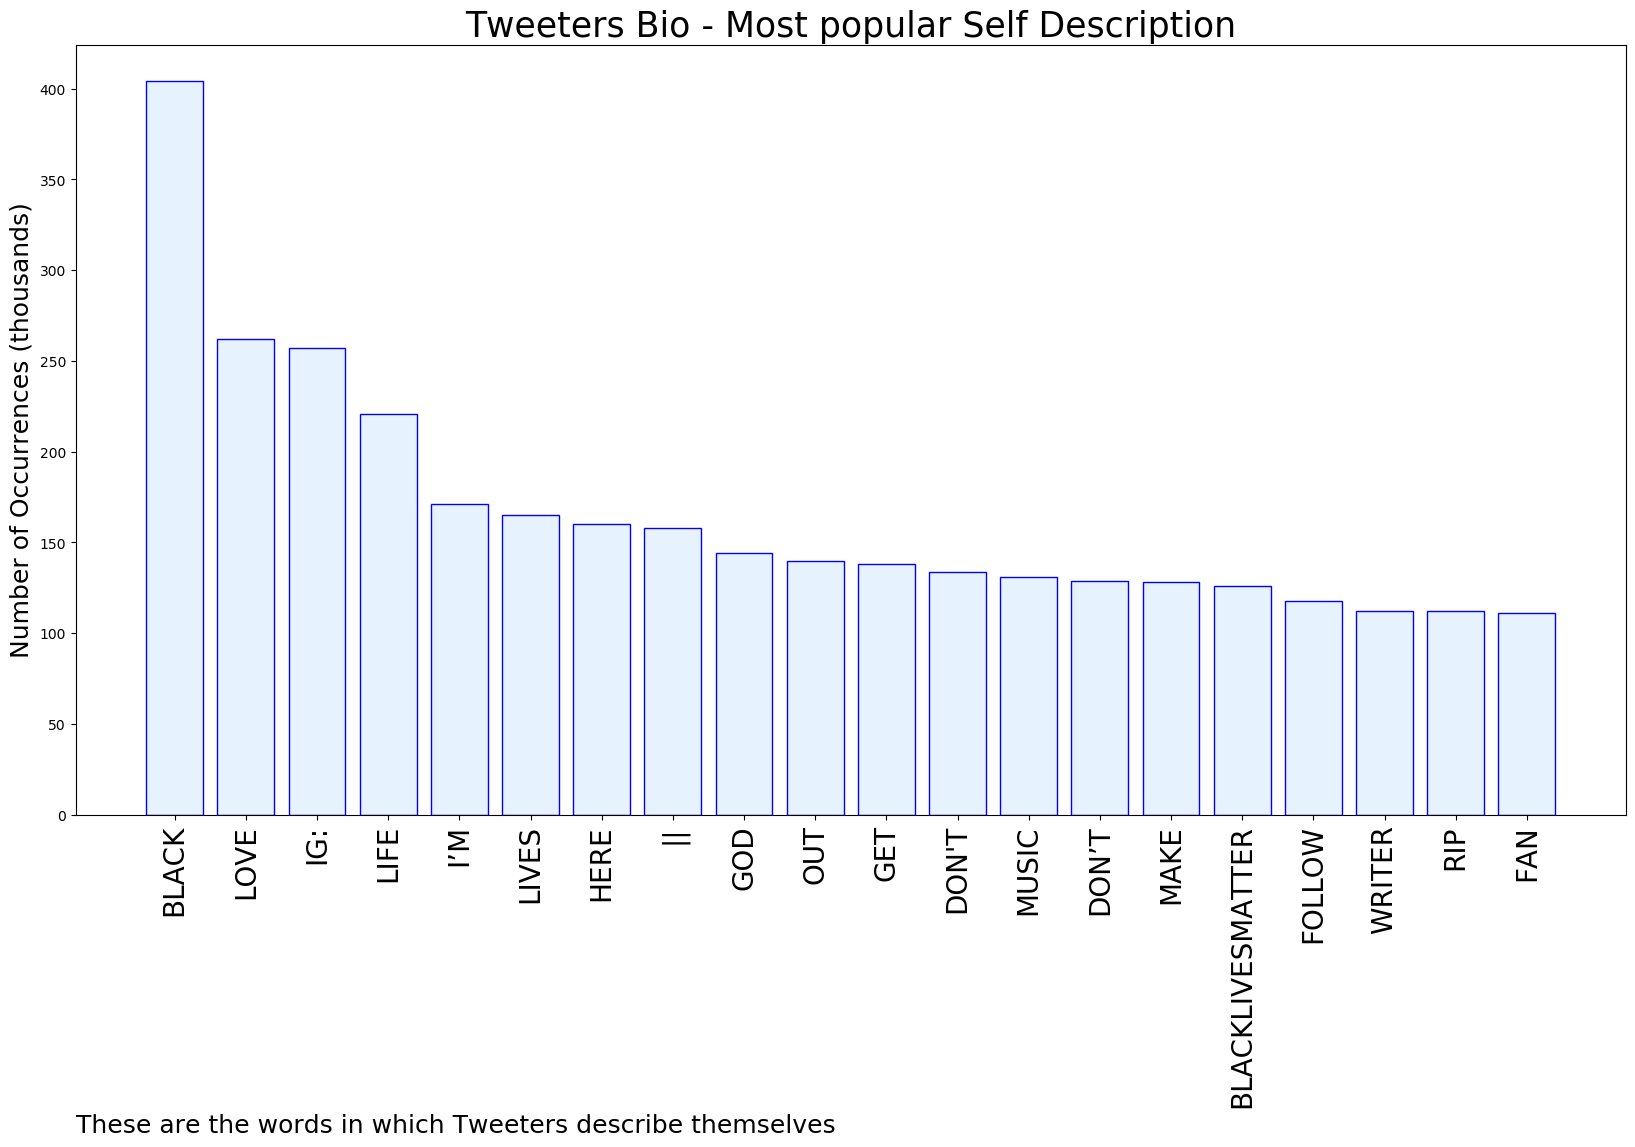 Tweeters Bio - Most popular Self Description
Number of Occurrences (thousands)
400
350
300
250
200
150
100
50
0
BLACK
LOVE
IG:
LIFE
I’M
LIVES
HERE
||
GOD
OUT
GET
DON'T
MUSIC
DON’T
MAKE
BLACKLIVESMATTER
FOLLOW
WRITER
RIP
FAN
These are the words in which Tweeters describe themselves